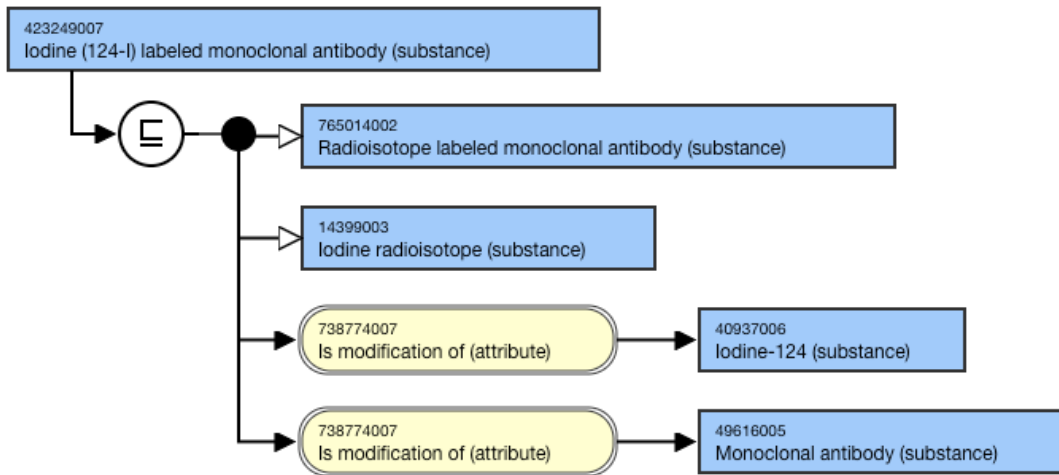 423249007
Iodine (124-I) labeled monoclonal antibody (substance)
⊑
765014002
Radioisotope labeled monoclonal antibody (substance)
14399003
Iodine radioisotope (substance)
738774007
Is modification of (attribute)
40937006
Iodine-124 (substance)
738774007
Is modification of (attribute)
49616005
Monoclonal antibody (substance)